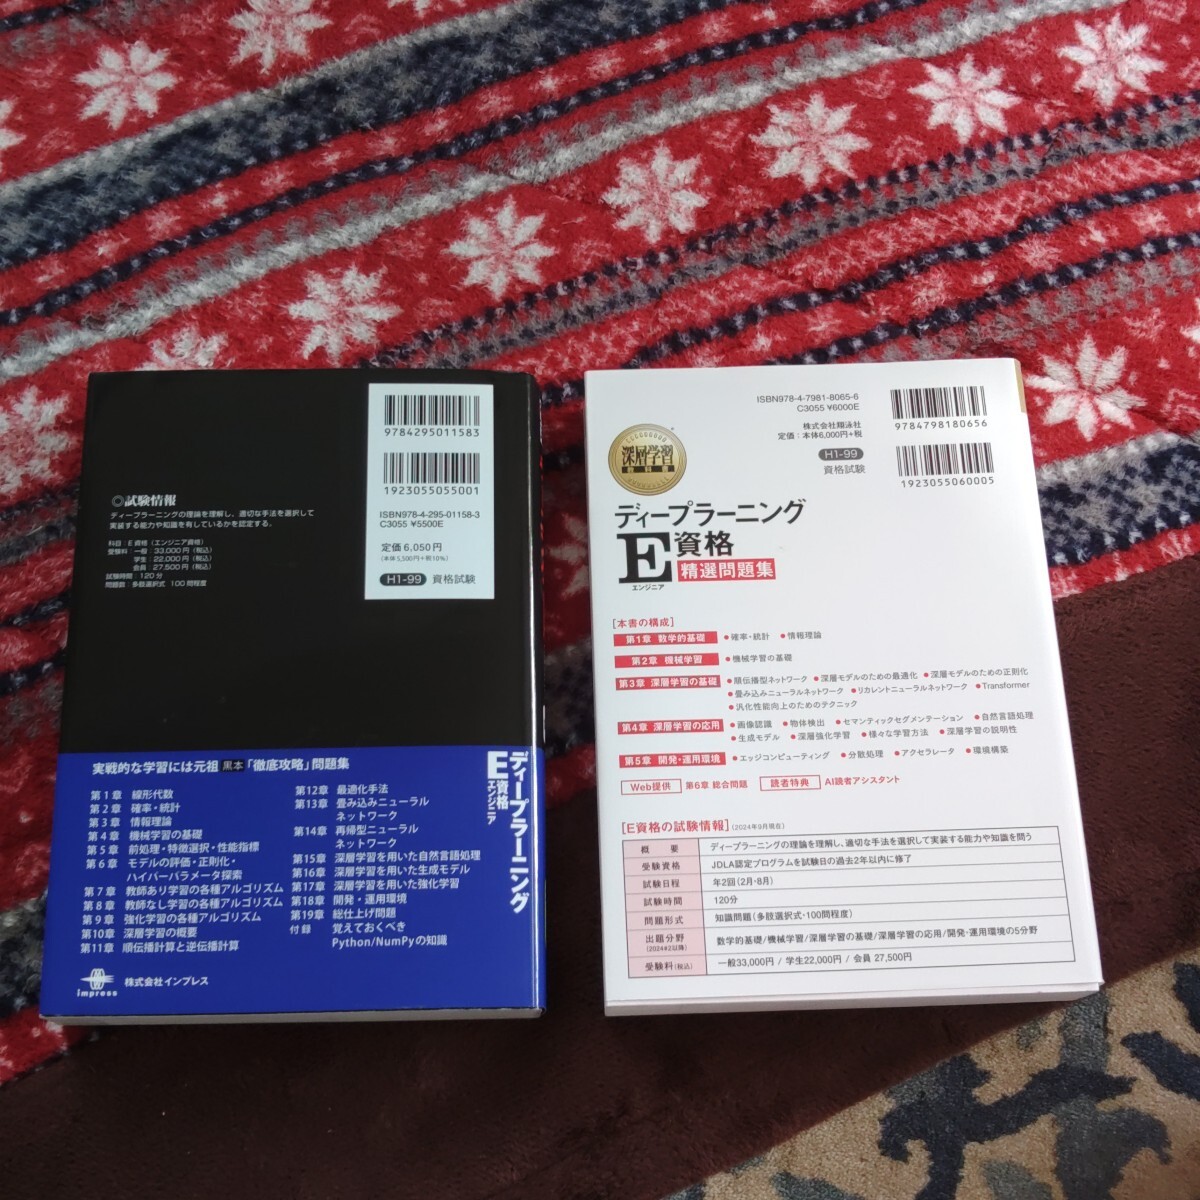 9784295011583
1923055055001
ISBN978-4-295-01158-3
C3055 ¥5500E
定価 6,050円
(本体5,500円+税10%)
H1-99 資格試験
◎試験情報
ディープラーニングの理論を理解し、適切な手法を選択して
実装する能力や知識を有しているかを認定する。
科目:E資格(エンジニア資格)
受験料:一般:33,000円(税込)
学生:22,000円(税込)
会員:27,500円(税込)
試験時間:120分
問題数 多肢選択式 100問程度
実戦的な学習には元祖 黒本「徹底攻略」問題集
第1章 線形代数
第2章 確率・統計
第3章 情報理論
第4章 機械学習の基礎
第5章 前処理・特徴選択・性能指標
第6章 モデルの評価・正則化・
ハイパーパラメータ探索
第7章 教師あり学習の各種アルゴリズム
第8章 教師なし学習の各種アルゴリズム
第9章 強化学習の各種アルゴリズム
第10章 深層学習の概要
第11章 順伝播計算と逆伝播計算
第12章 最適化手法
第13章 畳み込みニューラル
ネットワーク
第14章 再帰型ニューラル
ネットワーク
第15章 深層学習を用いた自然言語処理
第16章 深層学習を用いた生成モデル
第17章 深層学習を用いた強化学習
第18章 開発・運用環境
第19章 総仕上げ問題
付録 覚えておくべき
Python/NumPyの知識
impress 株式会社インプレス
ディープラーニング
E資格
エンジニア
ISBN978-4-7981-8065-6
C3055 ¥6000E
株式会社翔泳社
定価:本体6,000円+税
H1-99
資格試験
9784798180656
1923055060005
深層学習
教科書
ディープラーニング
E資格
エンジニア
精選問題集
[本書の構成]
第1章 数学的基礎 ●確率・統計 ●情報理論
第2章 機械学習 ●機械学習の基礎
第3章 深層学習の基礎 ●順伝播型ネットワーク ●深層モデルのための最適化 ●深層モデルのための正則化
●畳み込みニューラルネットワーク ●リカレントニューラルネットワーク ●Transformer
●汎化性能向上のためのテクニック
第4章 深層学習の応用 ●画像認識 ●物体検出 ●セマンティックセグメンテーション ●自然言語処理
●生成モデル ●深層強化学習 ●様々な学習方法 ●深層学習の説明性
第5章 開発・運用環境 ●エッジコンピューティング ●分散処理 ●アクセラレータ ●環境構築
Web提供 第6章 総合問題 読者特典 AI読者アシスタント
[E資格の試験情報](2024年9月現在)
概要 ディープラーニングの理論を理解し、適切な手法を選択して実装する能力や知識を問う
受験資格 JDLA認定プログラムを試験日の過去2年以内に修了
試験日程 年2回(2月・8月)
試験時間 120分
問題形式 知識問題(多肢選択式・100問程度)
出題分野 数学的基礎/機械学習/深層学習の基礎/深層学習の応用/開発・運用環境の5分野
(2024#2以降)
受験料(税込) 一般33,000円 / 学生22,000円 / 会員 27,500円